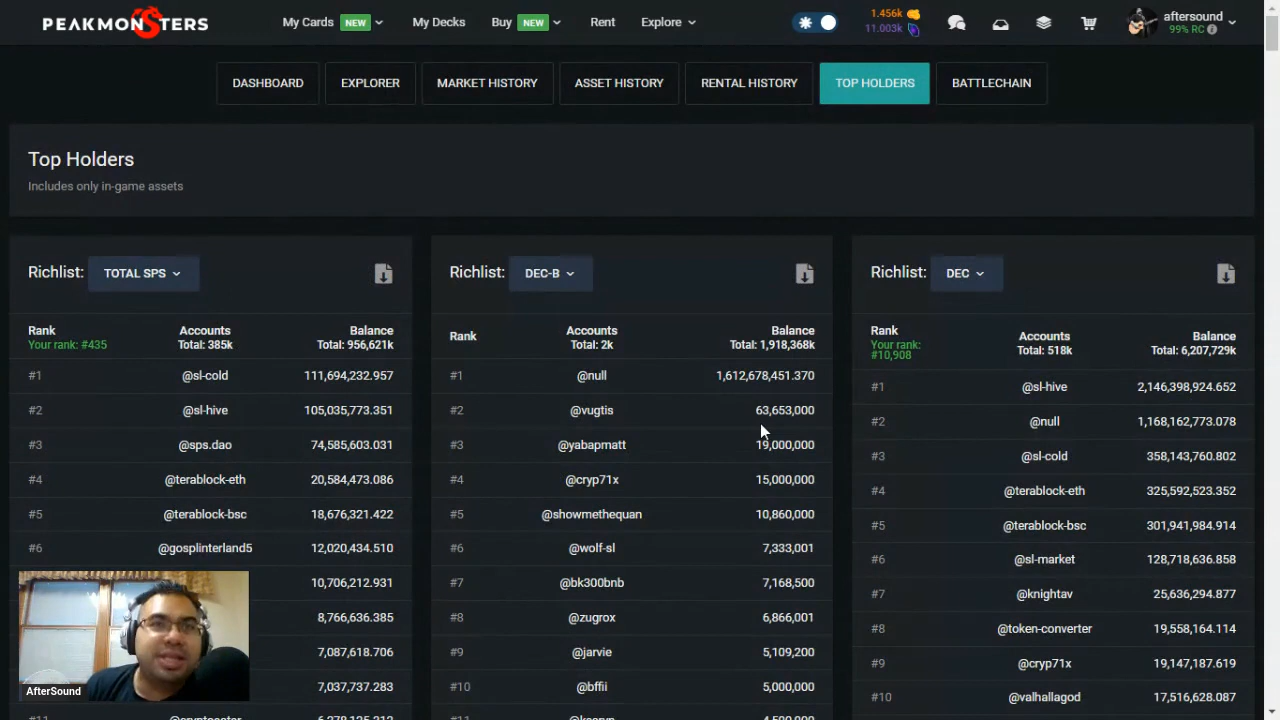 PEAKMONSTERS
My Cards NEW
My Decks
Buy NEW
Rent
Explore
1.456k
11.003k
aftersound
99% RC
DASHBOARD
EXPLORER
MARKET HISTORY
ASSET HISTORY
RENTAL HISTORY
TOP HOLDERS
BATTLECHAIN
Top Holders
Includes only in-game assets
Richlist: TOTAL SPS
Rank Accounts Balance
Your rank: #435 Total: 385k Total: 956,621k
#1 @sl-cold 111,694,232.957
#2 @sl-hive 105,035,773.351
#3 @sps.dao 74,585,603.031
#4 @terablock-eth 20,584,473.086
#5 @terablock-bsc 18,676,321.422
#6 @gosplinterland5 12,020,434.510
10,706,212.931
8,766,636.385
7,087,618.706
7,037,737.283
AfterSound
Richlist: DEC-B
Rank Accounts Balance
Total: 2k Total: 1,918,368k
#1 @null 1,612,678,451.370
#2 @vugtis 63,653,000
#3 @yabapmatt 19,000,000
#4 @cryp71x 15,000,000
#5 @showmethequan 10,860,000
#6 @wolf-sl 7,333,001
#7 @bk300bnb 7,168,500
#8 @zugrox 6,866,001
#9 @jarvie 5,109,200
#10 @bffii 5,000,000
Richlist: DEC
Rank Accounts Balance
Your rank: #10,908 Total: 518k Total: 6,207,729k
#1 @sl-hive 2,146,398,924.652
#2 @null 1,168,162,773.078
#3 @sl-cold 358,143,760.802
#4 @terablock-eth 325,592,523.352
#5 @terablock-bsc 301,941,984.914
#6 @sl-market 128,718,636.858
#7 @knightav 25,636,294.877
#8 @token-converter 19,558,164.114
#9 @cryp71x 19,147,187.619
#10 @valhallagod 17,516,628.087